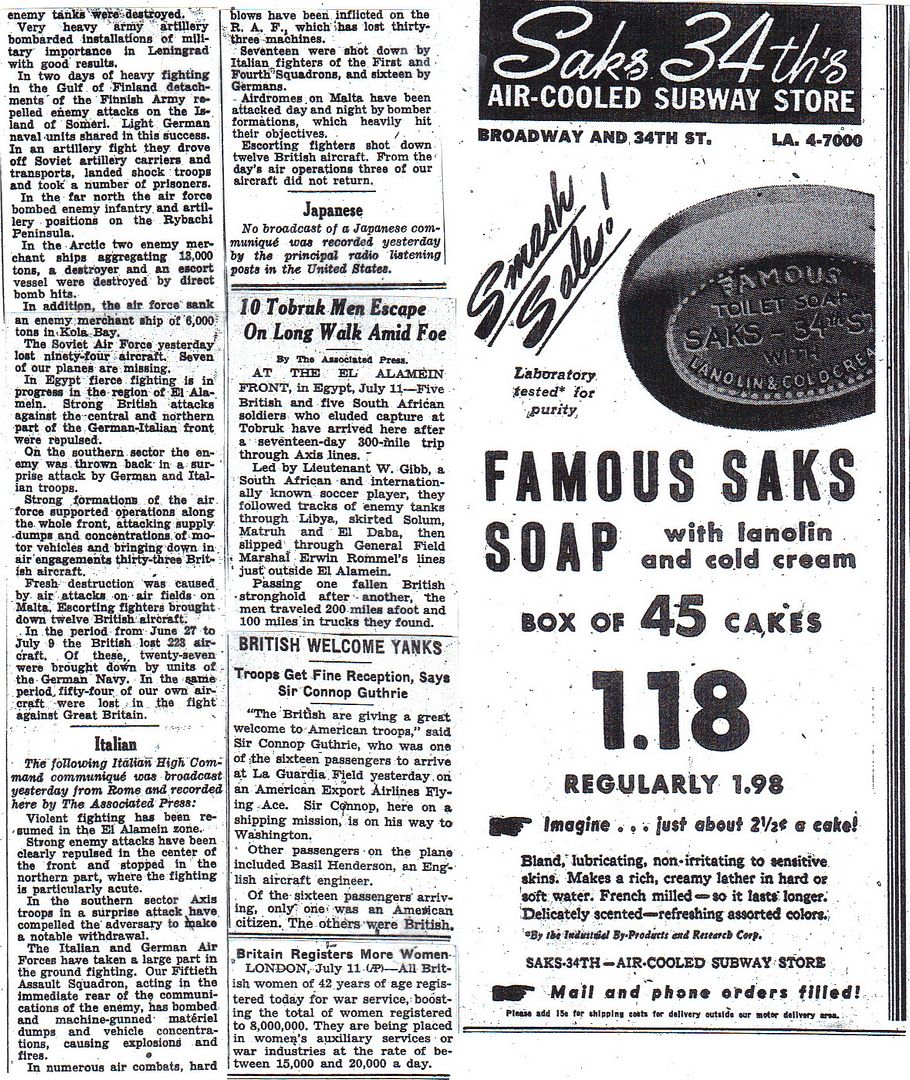 enemy tanks were destroyed.
Very heavy army artillery
bombarded installations of mili-
tary importance in Leningrad
with good results.
In two days of heavy fighting
in the Gulf of Finland detach-
ments of the Finnish Army re-
pelled enemy attacks on the Is-
land of Someri. Light German
naval units shared in this success.
In an artillery fight they drove
off Soviet artillery carriers and
transports, landed shock troops
and took a number of prisoners.
In the far north the air force
bombed enemy infantry and artil-
lery positions on the Rybachi
Peninsula.
In the Arctic two enemy mer-
chant ships aggregating 13,000
tons, a destroyer and an escort
vessel were destroyed by direct
bomb hits.
In addition, the air force sank
an enemy merchant ship of 6,000
tons in Kola Bay.
The Soviet Air Force yesterday
lost ninety-four aircraft. Seven
of our planes are missing.
In Egypt fierce fighting is in
progress in the region of El Ala-
mein. Strong British attacks
against the central and northern
part of the German-Italian front
were repulsed.
On the southern sector the en-
emy was thrown back in a sur-
prise attack by German and Ital-
ian troops.
Strong formations of the air
force supported operations along
the whole front, attacking supply
dumps and concentrations of mo-
tor vehicles and bringing down in
air engagements thirty-three Brit-
ish aircraft.
Fresh destruction was caused
by air attacks on air fields on
Malta. Escorting fighters brought
down twelve British aircraft.
In the period from June 27 to
July 9 the British lost 223 air-
craft. Of these, twenty-seven
were brought down by units of
the German Navy. In the same
period fifty-four of our own air-
craft were lost in the fight
against Great Britain.
Italian
The following Italian High Com-
mand communiqué was broadcast
yesterday from Rome and recorded
here by The Associated Press:
Violent fighting has been re-
sumed in the El Alamein zone.
Strong enemy attacks have been
clearly repulsed in the center of
the front and stopped in the
northern part, where the fighting
is particularly acute.
In the southern sector Axis
troops in a surprise attack have
compelled the adversary to make
a notable withdrawal.
The Italian and German Air
Forces have taken a large part in
the ground fighting. Our Fiftieth
Assault Squadron, acting in the
immediate rear of the communi-
cations of the enemy, has bombed
and machine-gunned matériel
dumps and vehicle concentra-
tions, causing explosions and
fires.
In numerous air combats, hard
blows have been inflicted on the
R. A. F., which has lost thirty-
three machines.
Seventeen were shot down by
Italian fighters of the First and
Fourth Squadrons, and sixteen by
Germans.
Airdromes on Malta have been
attacked day and night by bomber
formations, which heavily hit
their objectives.
Escorting fighters shot down
twelve British aircraft. From the
day's air operations three of our
aircraft did not return.
Japanese
No broadcast of a Japanese com-
muniqué was recorded yesterday
by the principal radio listening
posts in the United States.
10 Tobruk Men Escape
On Long Walk Amid Foe
By The Associated Press.
AT THE EL ALAMEIN
FRONT, in Egypt, July 11—Five
British and five South African
soldiers who eluded capture at
Tobruk have arrived here after
a seventeen-day 300-mile trip
through Axis lines.
Led by Lieutenant W. Gibb, a
South African and internation-
ally known soccer player, they
followed tracks of enemy tanks
through Libya, skirted Solum,
Matruh and El Daba, then
slipped through General Field
Marshal Erwin Rommel's lines
just outside El Alamein.
Passing one fallen British
stronghold after another, the
men traveled 200 miles afoot and
100 miles in trucks they found.
BRITISH WELCOME YANKS
Troops Get Fine Reception, Says
Sir Connop Guthrie
"The British are giving a great
welcome to American troops," said
Sir Connop Guthrie, who was one
of the sixteen passengers to arrive
at La Guardia Field yesterday on
an American Export Airlines Fly-
ing Ace. Sir Connop, here on a
shipping mission, is on his way to
Washington.
Other passengers on the plane
included Basil Henderson, an Eng-
lish aircraft engineer.
Of the sixteen passengers arriv-
ing, only one was an American
citizen. The others were British.
Britain Registers More Women
LONDON, July 11 (AP)—All Brit-
ish women of 42 years of age regis-
tered today for war service, boost-
ing the total of women registered
to 8,000,000. They are being placed
in women's auxiliary services or
war industries at the rate of be-
tween 15,000 and 20,000 a day.
Saks 34th's
AIR-COOLED SUBWAY STORE
BROADWAY AND 34TH ST. LA. 4-7000
Smash
Sale!
FAMOUS
TOILET SOAP
SAKS 34TH ST
WITH
LANOLIN & COLD CREA
Laboratory
tested* for
purity
FAMOUS SAKS
SOAP with lanolin
and cold cream
BOX OF 45 CAKES
1.18
REGULARLY 1.98
Imagine . . . just about 2½¢ a cake!
Bland, lubricating, non-irritating to sensitive
skins. Makes a rich, creamy lather in hard or
soft water. French milled—so it lasts longer.
Delicately scented—refreshing assorted colors.
*By the Industrial By-Products and Research Corp.
SAKS-34TH—AIR-COOLED SUBWAY STORE
Mail and phone orders filled!
Please add 15c for shipping costs for delivery outside our motor delivery area.